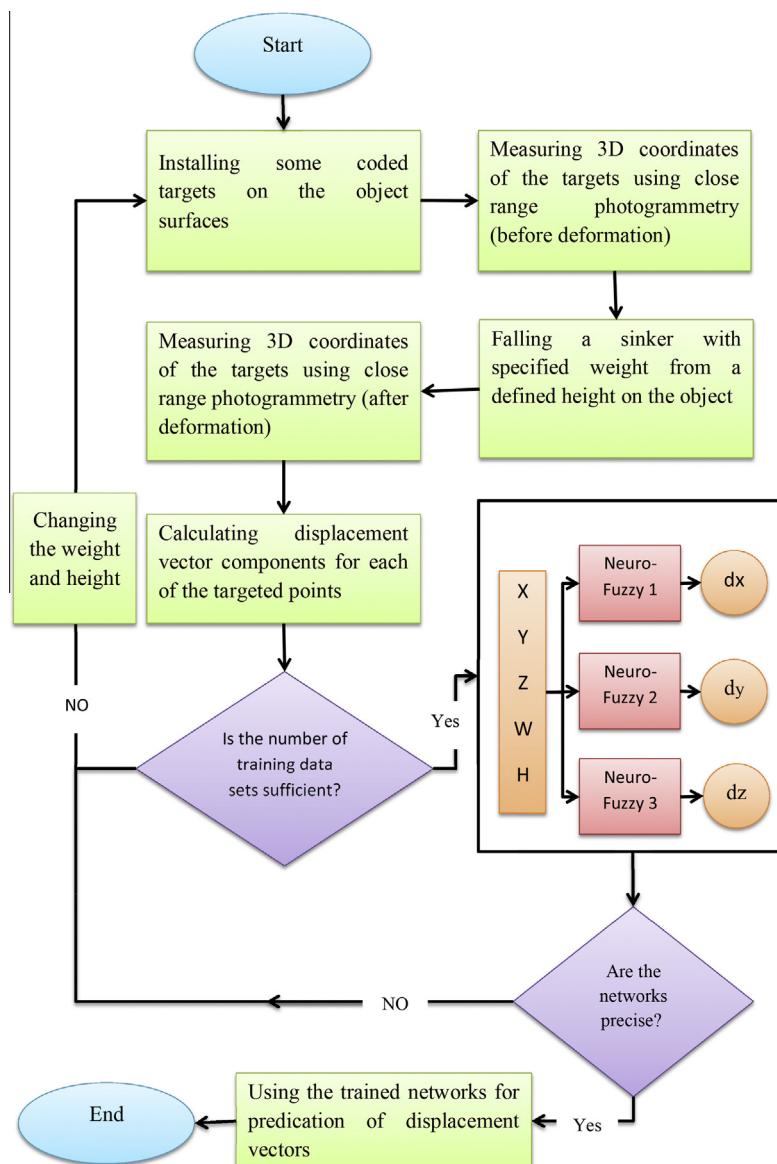 Start
Installing some coded
targets on the object
surfaces
Measuring 3D coordinates
of the targets using close
range photogrammetry
(before deformation)
Falling a sinker with
specified weight from a
defined height on the object
Measuring 3D coordinates
of the targets using close
range photogrammetry (after
deformation)
Changing
the weight
and height
Calculating displacement
vector components for each
of the targeted points
NO
Is the number of
training data
sets sufficient?
Yes
X
Y
Z
W
H
Neuro-
Fuzzy 1
dx
Neuro-
Fuzzy 2
dy
Neuro-
Fuzzy 3
dz
Are the
networks
precise?
NO
Yes
Using the trained networks for
predication of displacement
vectors
End